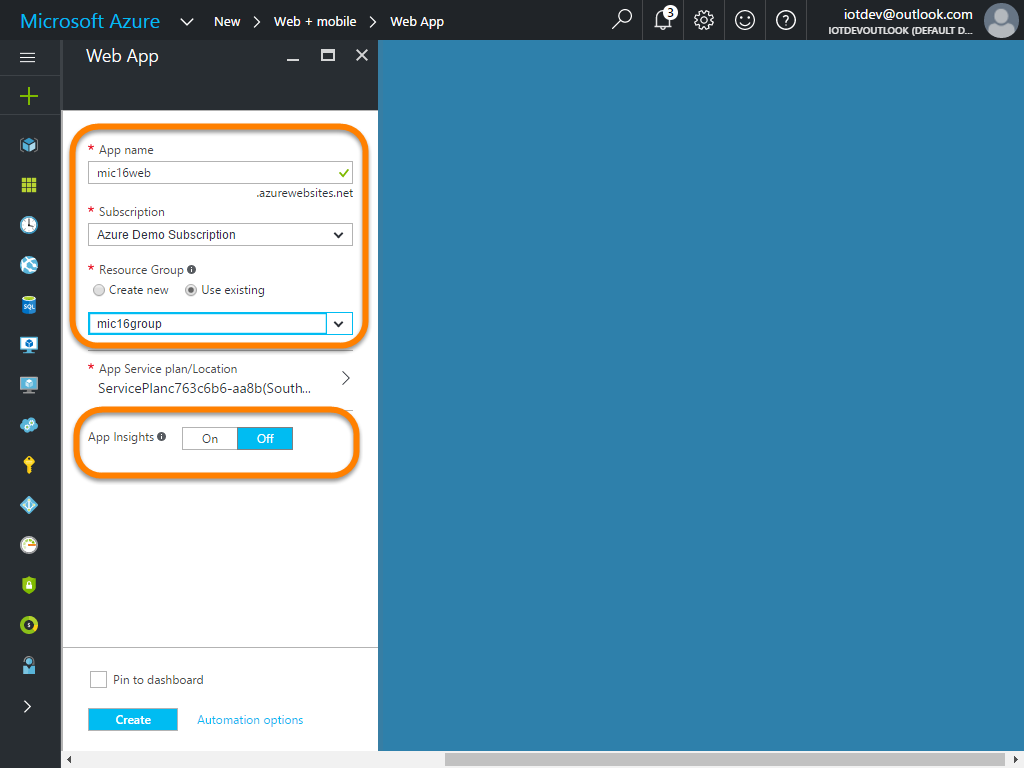 Microsoft Azure New Web + mobile Web App 3 iotdev@outlook.com
IOTDEVOUTLOOK (DEFAULT D...
Web App
* App name
mic16web
.azurewebsites.net
* Subscription
Azure Demo Subscription
* Resource Group
Create new Use existing
mic16group
* App Service plan/Location
ServicePlanc763c6b6-aa8b(South...
App Insights On Off
Pin to dashboard
Create Automation options
SQL